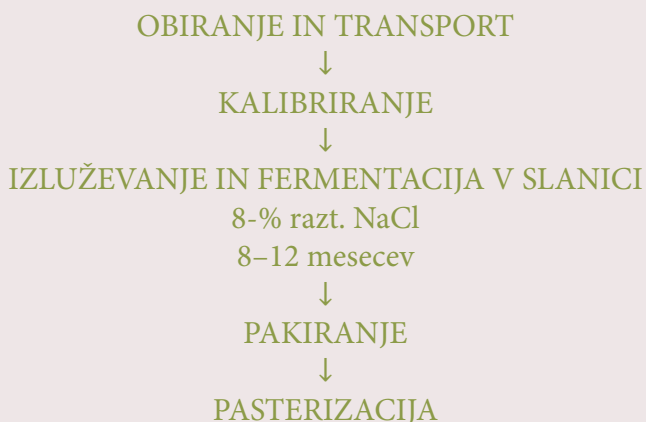 OBIRANJE IN TRANSPORT
↓
KALIBRIRANJE
↓
IZLUŽEVANJE IN FERMENTACIJA V SLANICI
8-% razt. NaCl
8–12 mesecev
↓
PAKIRANJE
↓
PASTERIZACIJA